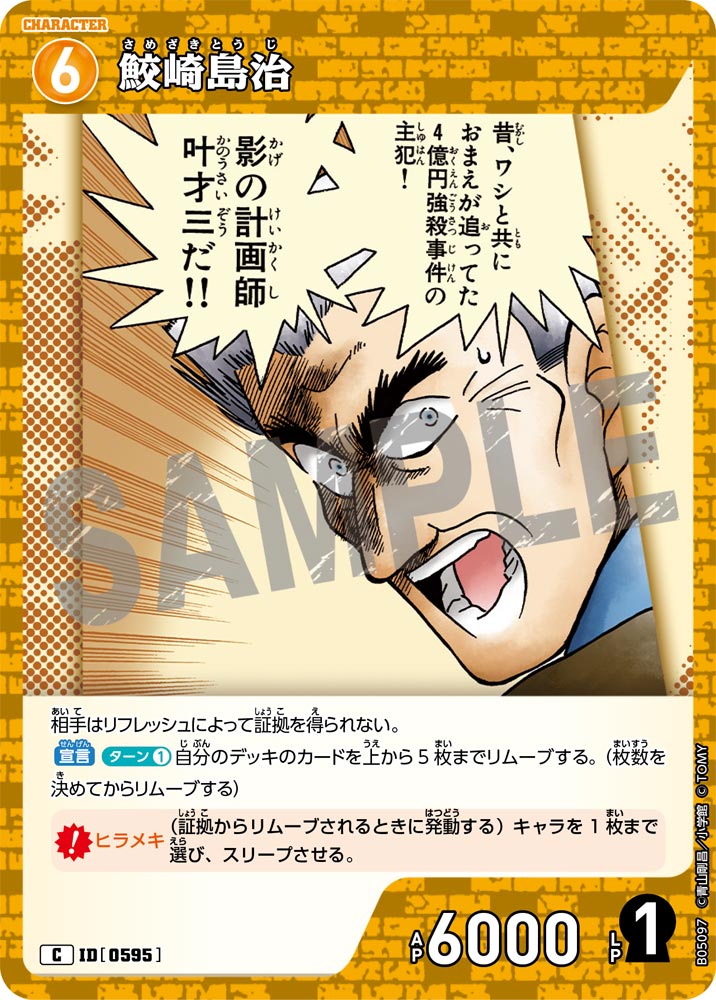 CHARACTER
6
さめざきとうじ
鮫崎島治
昔、ワシと共に
おまえが追ってた
4億円強殺事件の
主犯!
影の計画師
叶才三だ!!
SAMPLE
相手はリフレッシュによって証拠を得られない。
宣言 ターン1 自分のデッキのカードを上から5枚までリムーブする。(枚数を
決めてからリムーブする)
ヒラメキ (証拠からリムーブされるときに発動する) キャラを1枚まで
選び、スリープさせる。
C ID[0595]
AP 6000 LP 1
B05097 ©青山剛昌/小学館 ©TOMY